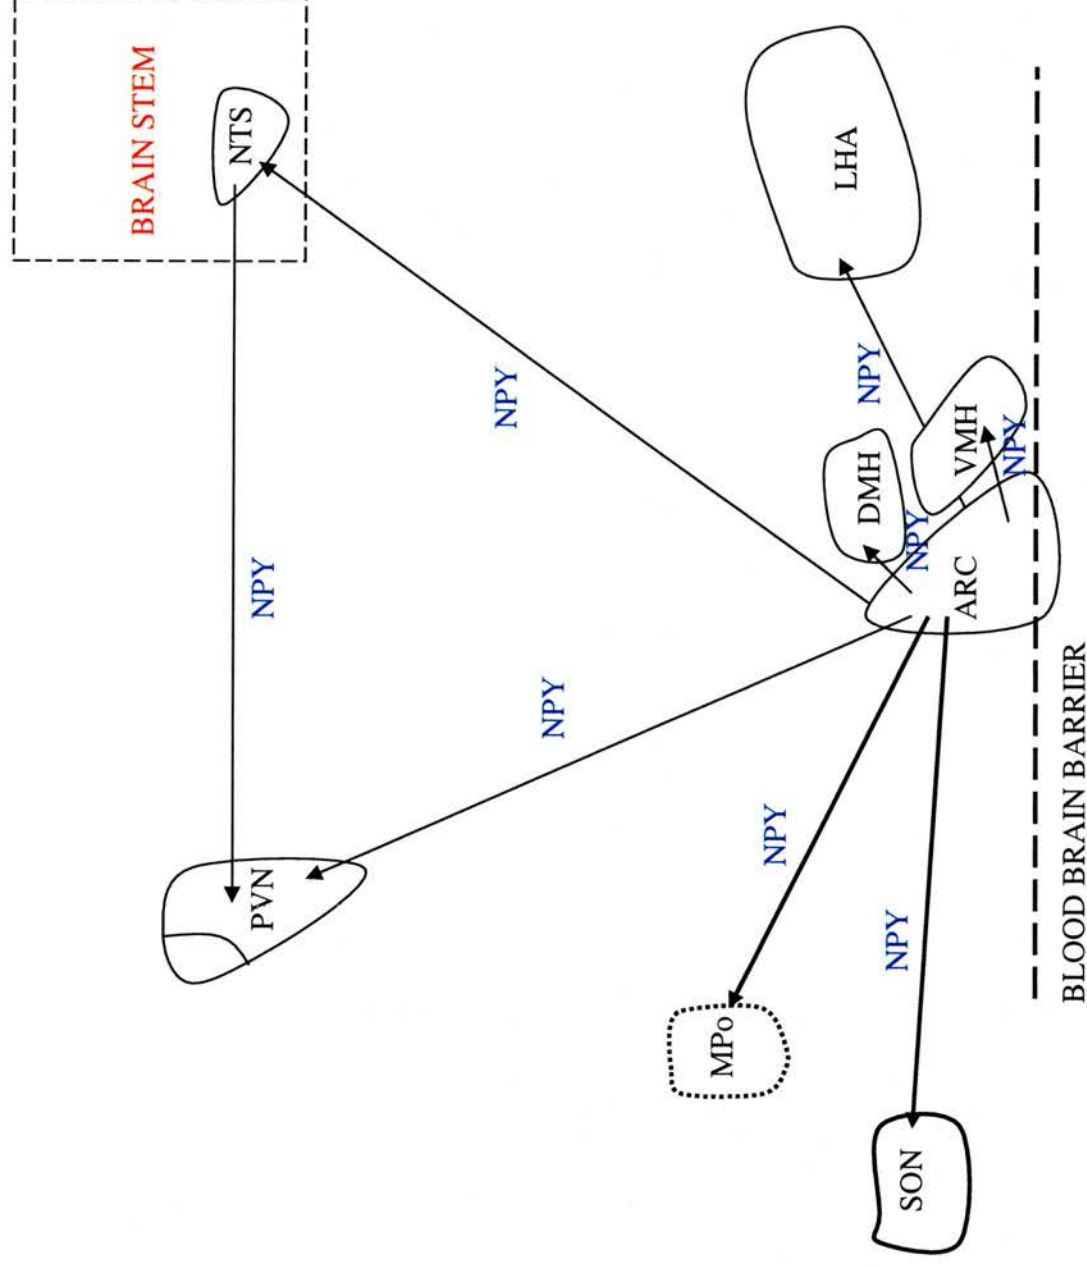 BRAIN STEM
NTS
NPY
PVN
NPY
NPY
LHA
NPY
DMH
VMH
NPY
NPY
ARC
NPY
MPo
NPY
SON
BLOOD BRAIN BARRIER